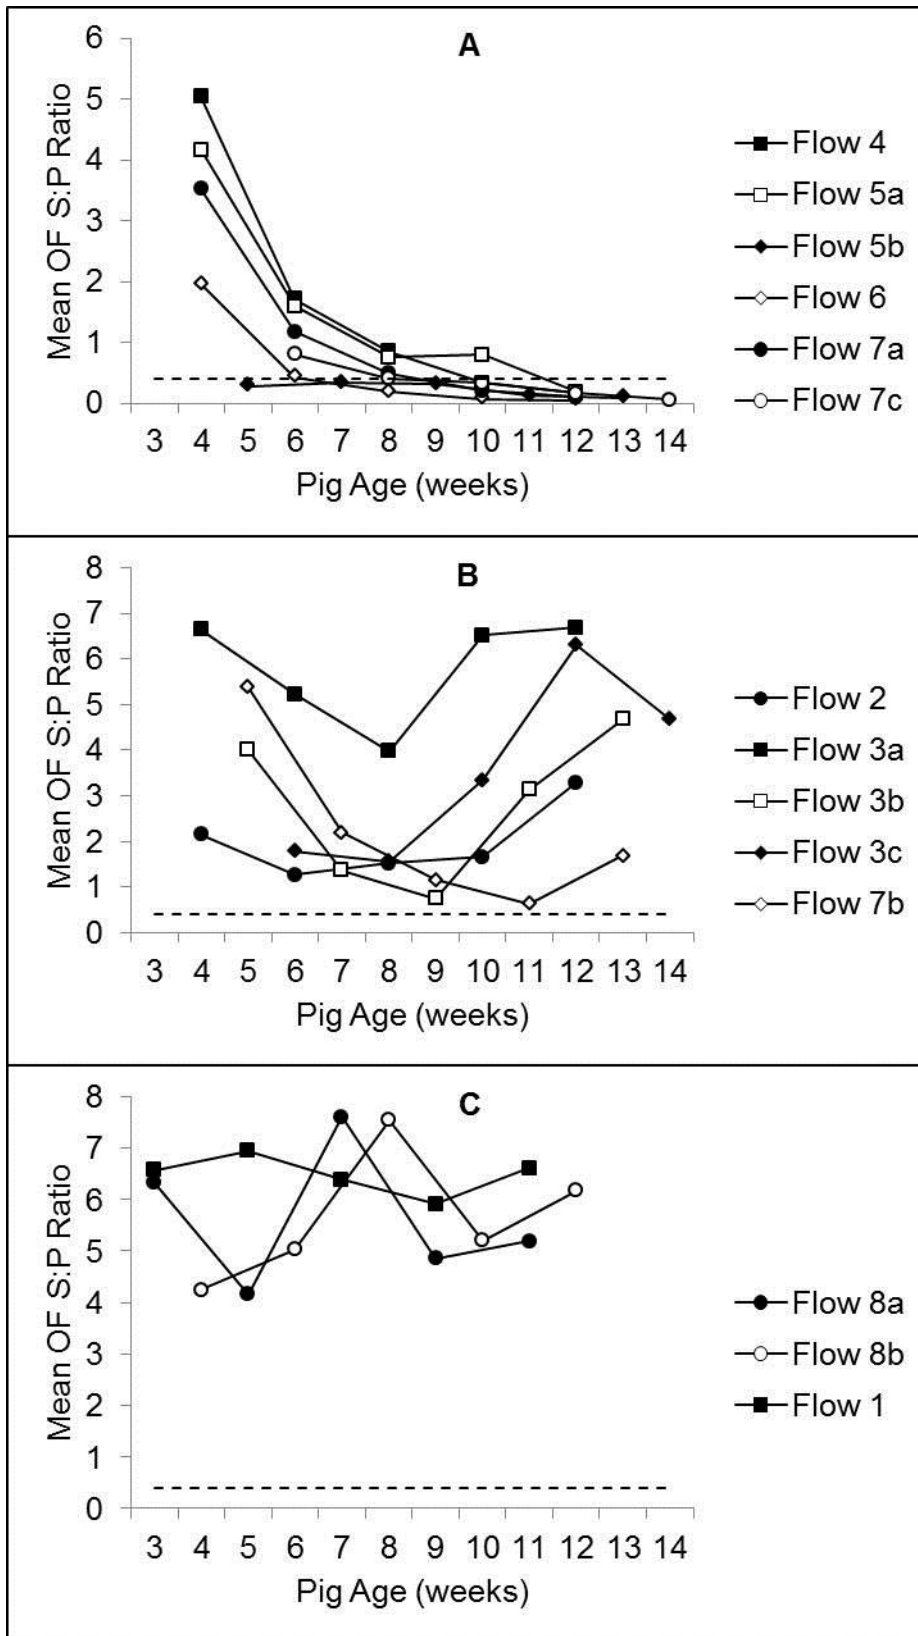 A
Mean OF S:P Ratio
6
5
4
3
2
1
0
3 4 5 6 7 8 9 10 11 12 13 14
Pig Age (weeks)
Flow 4
Flow 5a
Flow 5b
Flow 6
Flow 7a
Flow 7c
B
Mean OF S:P Ratio
8
7
6
5
4
3
2
1
0
3 4 5 6 7 8 9 10 11 12 13 14
Pig Age (weeks)
Flow 2
Flow 3a
Flow 3b
Flow 3c
Flow 7b
C
Mean OF S:P Ratio
8
7
6
5
4
3
2
1
0
3 4 5 6 7 8 9 10 11 12 13 14
Pig Age (weeks)
Flow 8a
Flow 8b
Flow 1